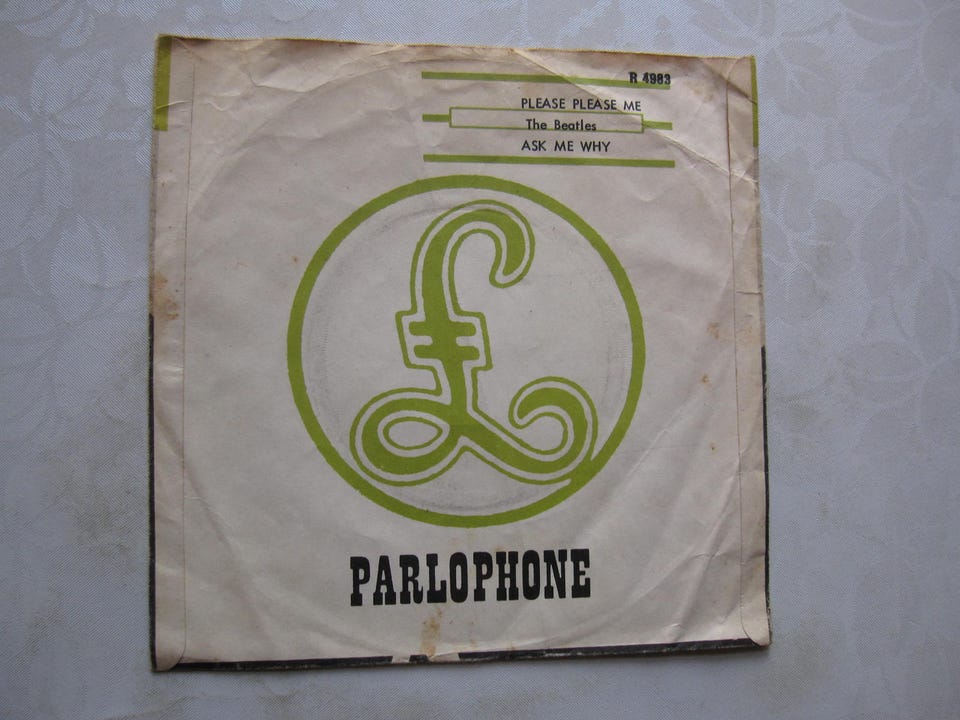 R 4983
PLEASE PLEASE ME
The Beatles
ASK ME WHY
£
PARLOPHONE